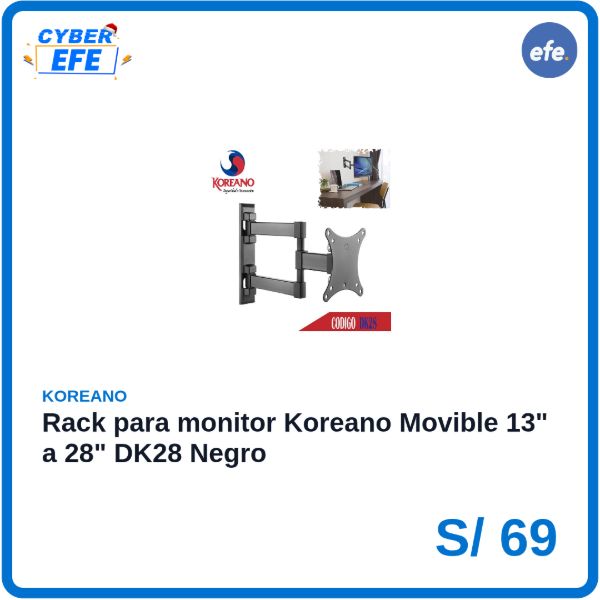 CYBER
EFE
efe.
KOREANO
CODIGO DK28
KOREANO
Rack para monitor Koreano Movible 13"
a 28" DK28 Negro
S/ 69